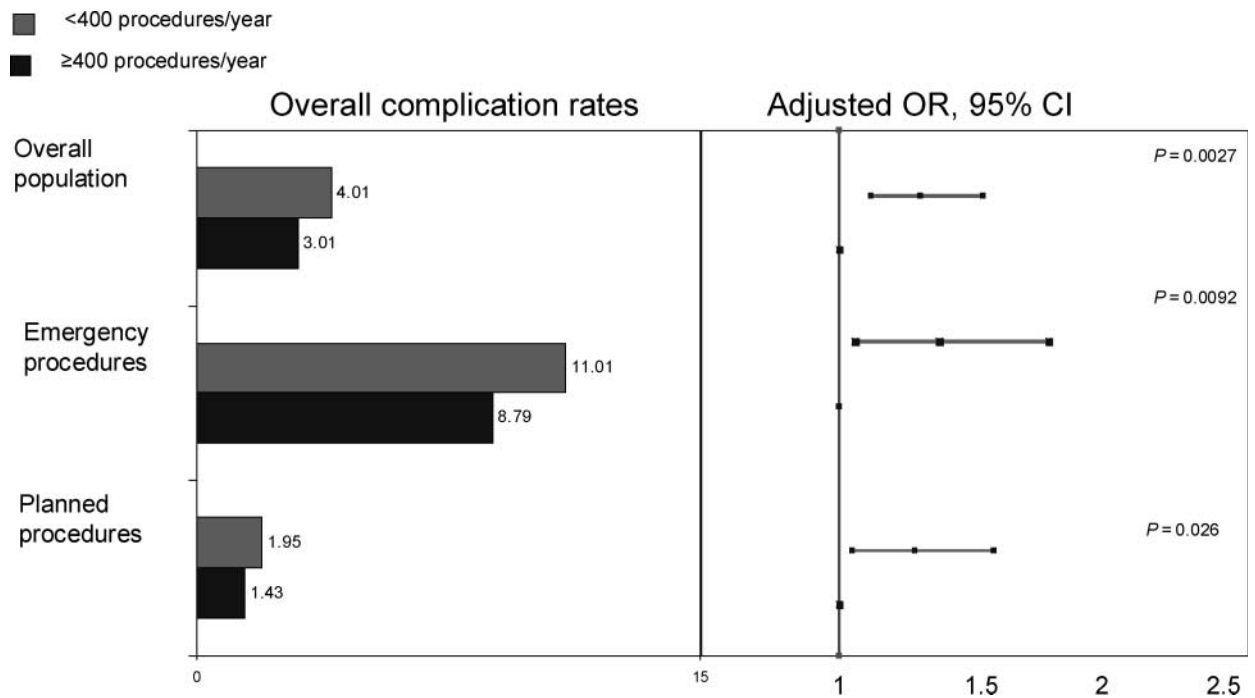 <400 procedures/year
≥400 procedures/year
Overall complication rates
Adjusted OR, 95% CI
Overall
population
4.01
3.01
P = 0.0027
Emergency
procedures
11.01
8.79
P = 0.0092
Planned
procedures
1.95
1.43
P = 0.026
0
15
1
1.5
2
2.5